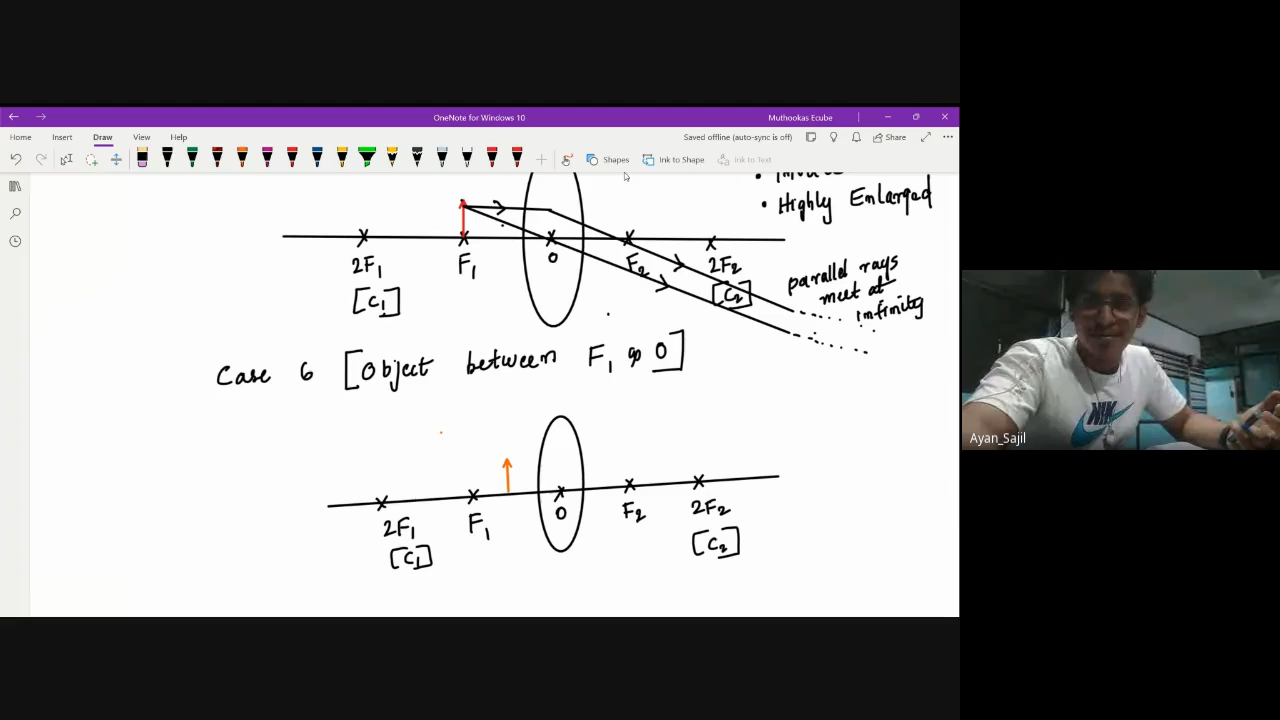 OneNote for Windows 10
Muthookas Ecube
Home Insert Draw View Help
Saved offline (auto-sync is off)
Share
Shapes
Ink to Shape
Ink to Text
• Highly Enlarged
2F1 F1 O F2 2F2
[C1] [C2]
parallel rays
meet at
infinity
Case 6 [Object between F1 & O]
2F1 F1 O F2 2F2
[C1] [C2]
NIKE
Ayan_Sajil